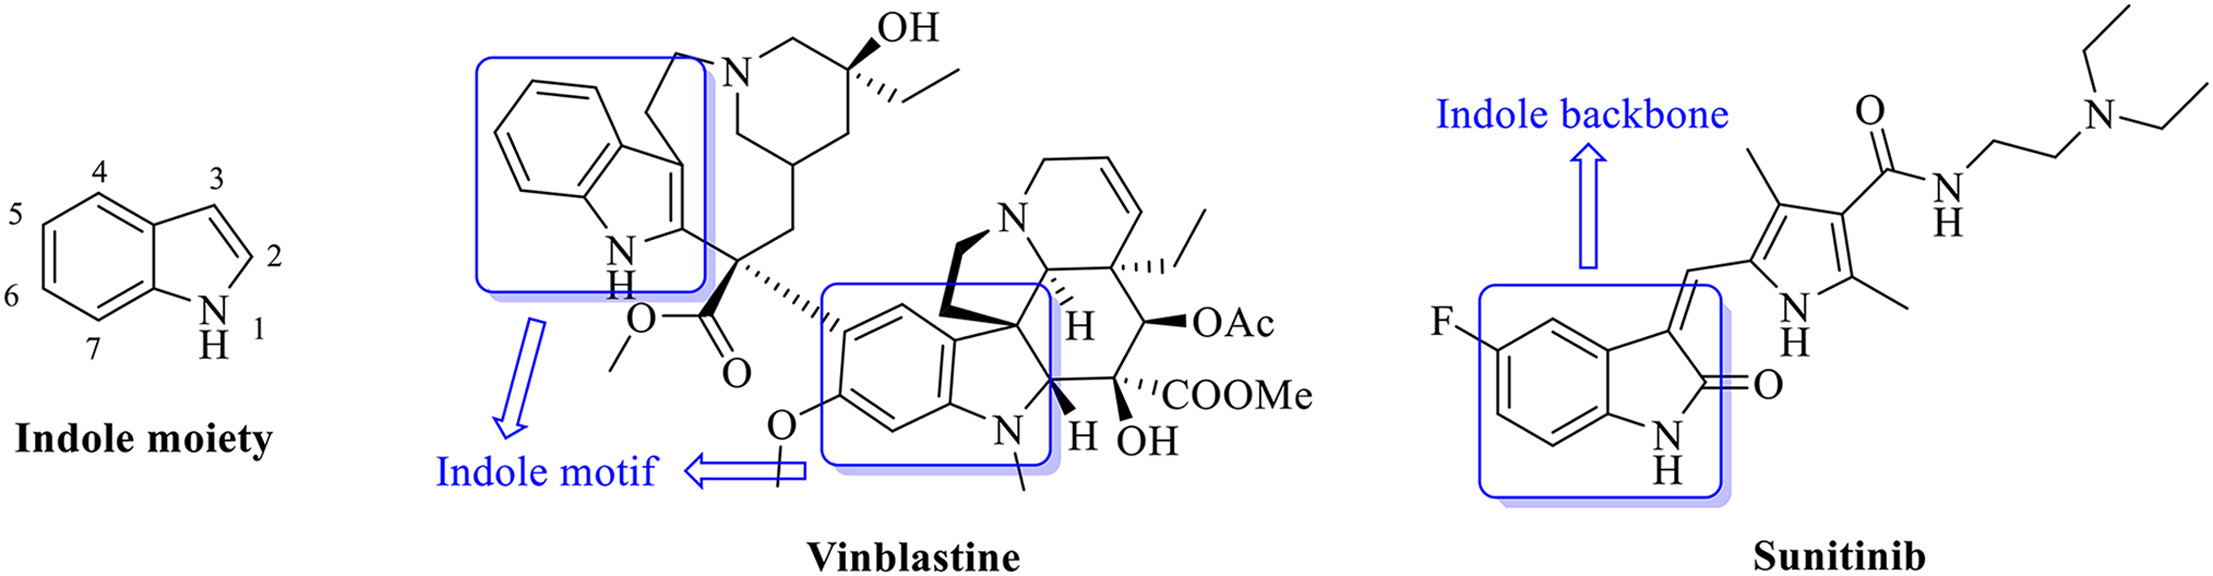 4
3
5
2
6
7
N
H
1
Indole moiety
OH
N
N
H
O
O
N
H
OAc
COOMe
O
N
H
OH
Indole motif
Vinblastine
Indole backbone
O
N
N
H
F
N
H
O
N
H
Sunitinib